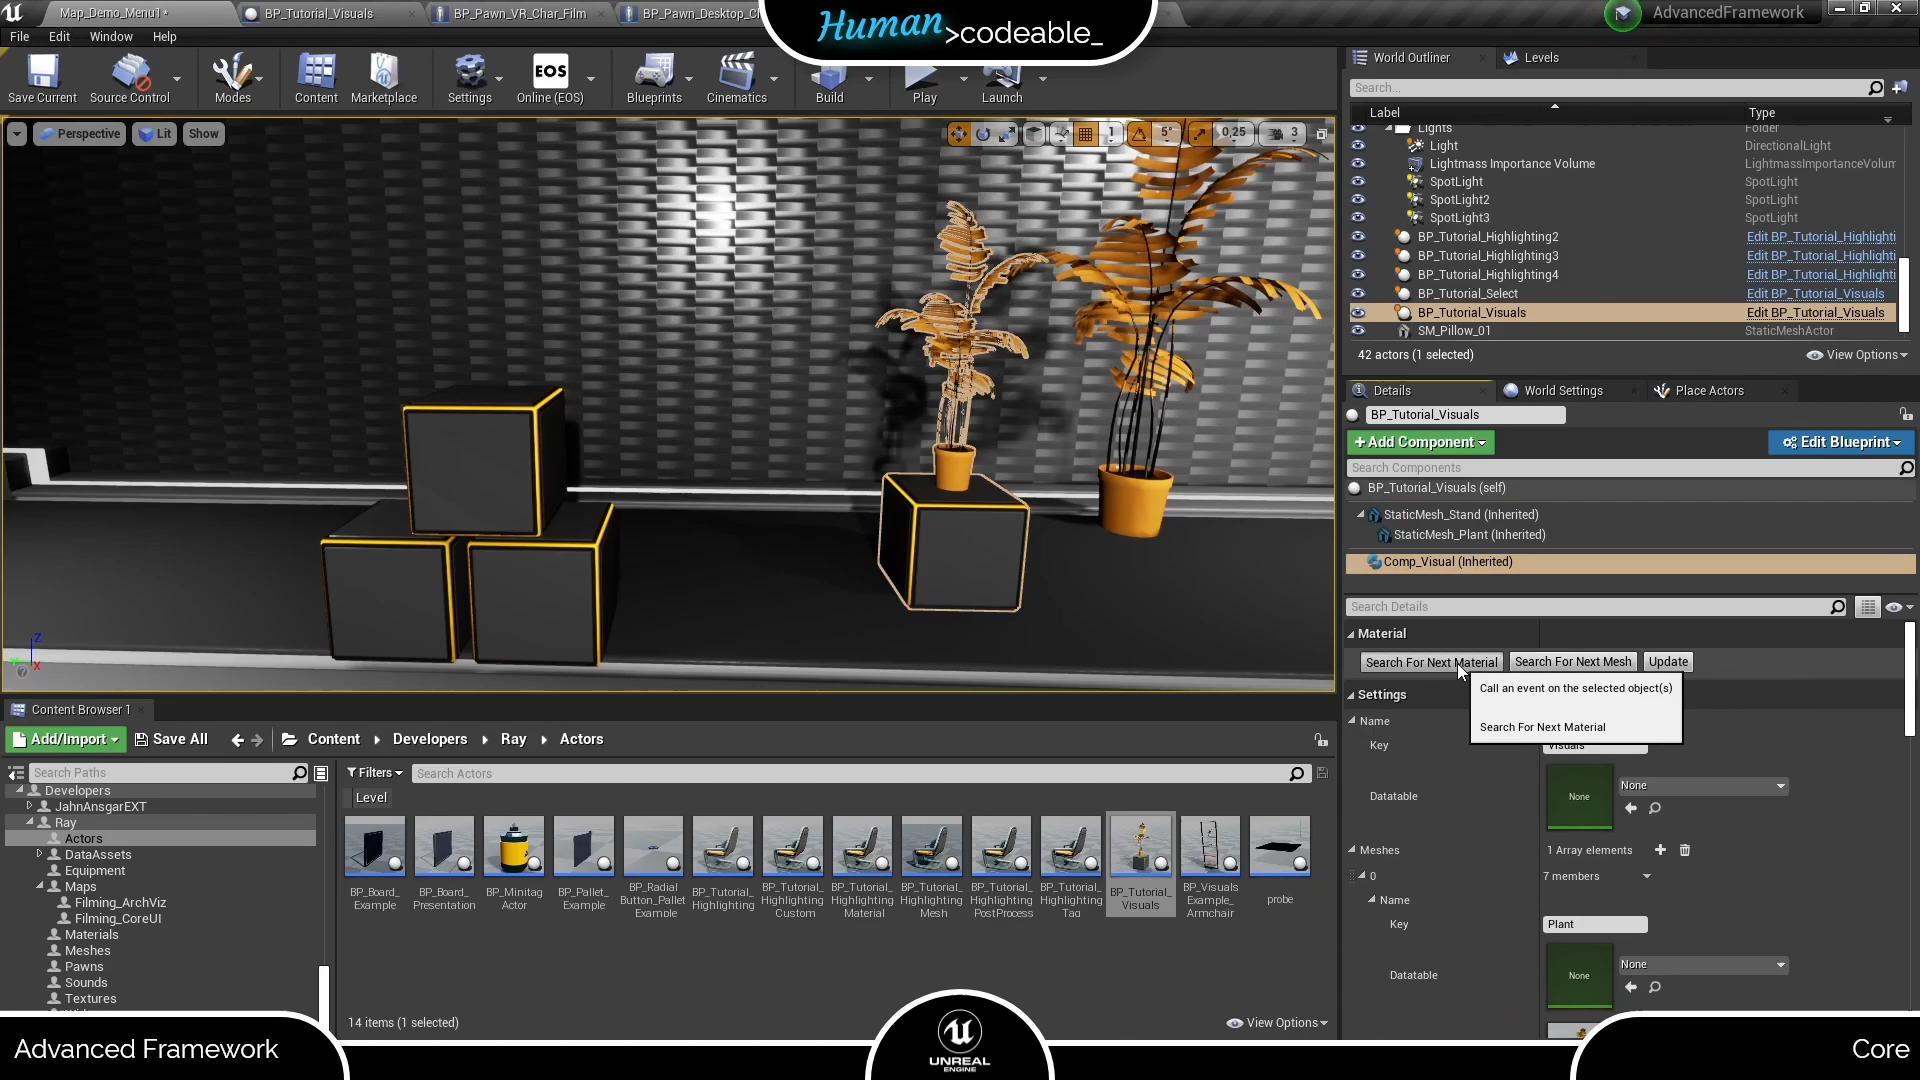 Map_Demo_Menu1*
BP_Tutorial_Visuals
BP_Pawn_VR_Char_Film
BP_Pawn_Desktop_C
Human >codeable_
AdvancedFramework
File Edit Window Help
Save Current
Source Control
Modes
Content
Marketplace
Settings
EOS
Online (EOS)
Blueprints
Cinematics
Build
Play
Launch
Perspective
Lit
Show
1
5°
0,25
3
World Outliner
Levels
Search...
Label Type
Lights Folder
Light DirectionalLight
Lightmass Importance Volume LightmassImportanceVolum
SpotLight SpotLight
SpotLight2 SpotLight
SpotLight3 SpotLight
BP_Tutorial_Highlighting2 Edit BP_Tutorial_Highlighti
BP_Tutorial_Highlighting3 Edit BP_Tutorial_Highlighti
BP_Tutorial_Highlighting4 Edit BP_Tutorial_Highlighti
BP_Tutorial_Select Edit BP_Tutorial_Visuals
BP_Tutorial_Visuals Edit BP_Tutorial_Visuals
SM_Pillow_01 StaticMeshActor
42 actors (1 selected)
View Options
Details
World Settings
Place Actors
BP_Tutorial_Visuals
+Add Component
Edit Blueprint
Search Components
BP_Tutorial_Visuals (self)
StaticMesh_Stand (Inherited)
StaticMesh_Plant (Inherited)
Comp_Visual (Inherited)
Search Details
Material
Search For Next Material
Search For Next Mesh
Update
Call an event on the selected object(s)
Search For Next Material
Settings
Name
Key Visuals
Datatable None None
Meshes 1 Array elements
0 7 members
Name
Key Plant
Datatable None None
Z
X
Content Browser 1
Add/Import
Save All
Content Developers Ray Actors
Search Paths
Filters
Search Actors
Level
Developers
JahnAnsgarEXT
Ray
Actors
DataAssets
Equipment
Maps
Filming_ArchViz
Filming_CoreUI
Materials
Meshes
Pawns
Sounds
Textures
BP_Board_
Example
BP_Board_
Presentation
BP_Minitag
Actor
BP_Pallet_
Example
BP_Radial
Button_Pallet
Example
BP_Tutorial_
Highlighting
BP_Tutorial_
Highlighting
Custom
BP_Tutorial_
Highlighting
Material
BP_Tutorial_
Highlighting
Mesh
BP_Tutorial_
Highlighting
PostProcess
BP_Tutorial_
Highlighting
Tag
BP_Tutorial_
Visuals
BP_Visuals
Example_
Armchair
probe
14 items (1 selected)
View Options
Advanced Framework
UNREAL
ENGINE
Core